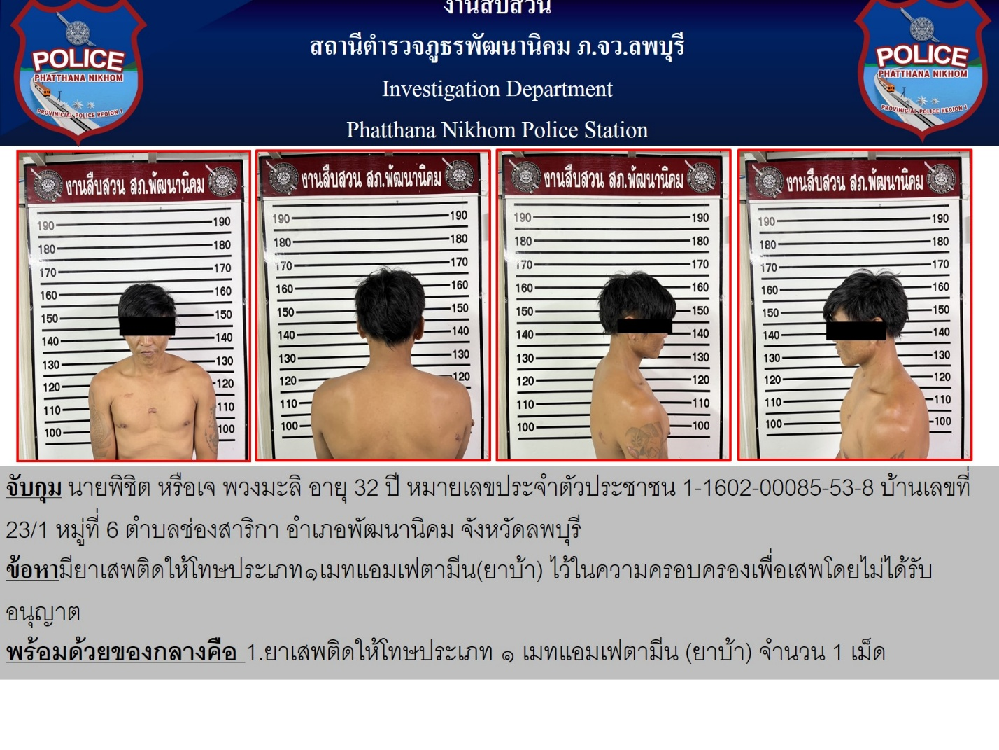 งานสืบสวน
สถานีตำรวจภูธรพัฒนานิคม ภ.จว.ลพบุรี
Investigation Department
Phatthana Nikhom Police Station
POLICE
PHATTHANA NIKHOM
PROVINCIAL POLICE REGION 1
POLICE
PHATTHANA NIKHOM
PROVINCIAL POLICE REGION 1
งานสืบสวน สภ.พัฒนานิคม
190 190
180 180
170 170
160 160
150 150
140 140
130 130
120 120
110 110
100 100
งานสืบสวน สภ.พัฒนานิคม
190 190
180 180
170 170
160 160
150 150
140 140
130 130
120 120
110
100
งานสืบสวน สภ.พัฒนานิคม
190 190
180 180
170 170
160 160
150 150
140 140
130 130
120 120
110 110
100 100
งานสืบสวน สภ.พัฒนานิคม
190 190
180 180
170 170
160 160
150 150
140 140
130 130
120 120
110 110
100 100
จับกุม นายพิชิต หรือเจ พวงมะลิ อายุ 32 ปี หมายเลขประจำตัวประชาชน 1-1602-00085-53-8 บ้านเลขที่
23/1 หมู่ที่ 6 ตำบลช่องสาริกา อำเภอพัฒนานิคม จังหวัดลพบุรี
ข้อหามียาเสพติดให้โทษประเภท๑เมทแอมเฟตามีน(ยาบ้า) ไว้ในความครอบครองเพื่อเสพโดยไม่ได้รับ
อนุญาต
พร้อมด้วยของกลางคือ 1.ยาเสพติดให้โทษประเภท ๑ เมทแอมเฟตามีน (ยาบ้า) จำนวน 1 เม็ด